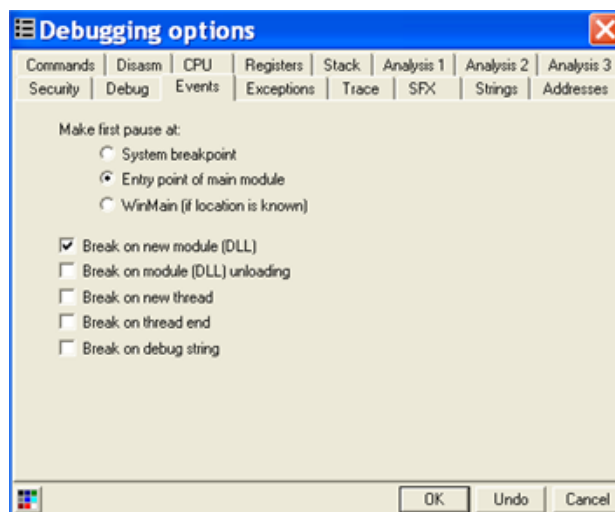 Debugging options
Commands Disasm CPU Registers Stack Analysis 1 Analysis 2 Analysis 3
Security Debug Events Exceptions Trace SFX Strings Addresses
Make first pause at:
System breakpoint
Entry point of main module
WinMain (if location is known)
Break on new module (DLL)
Break on module (DLL) unloading
Break on new thread
Break on thread end
Break on debug string
OK Undo Cancel